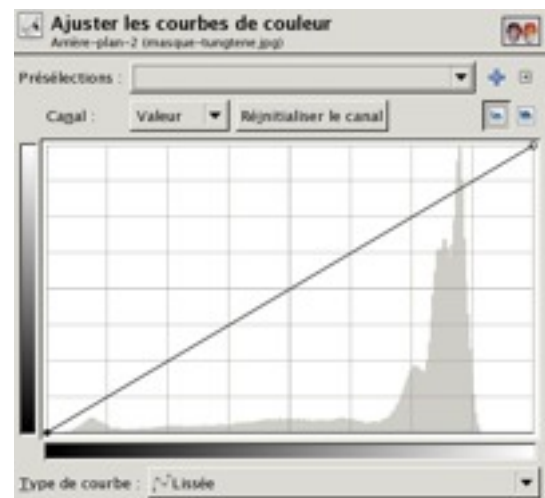 Ajuster les courbes de couleur
Arrière-plan-2 (masque-tungtene.jpg)
Présélections :
Canal : Valeur Réinitialiser le canal
Type de courbe : Lissée